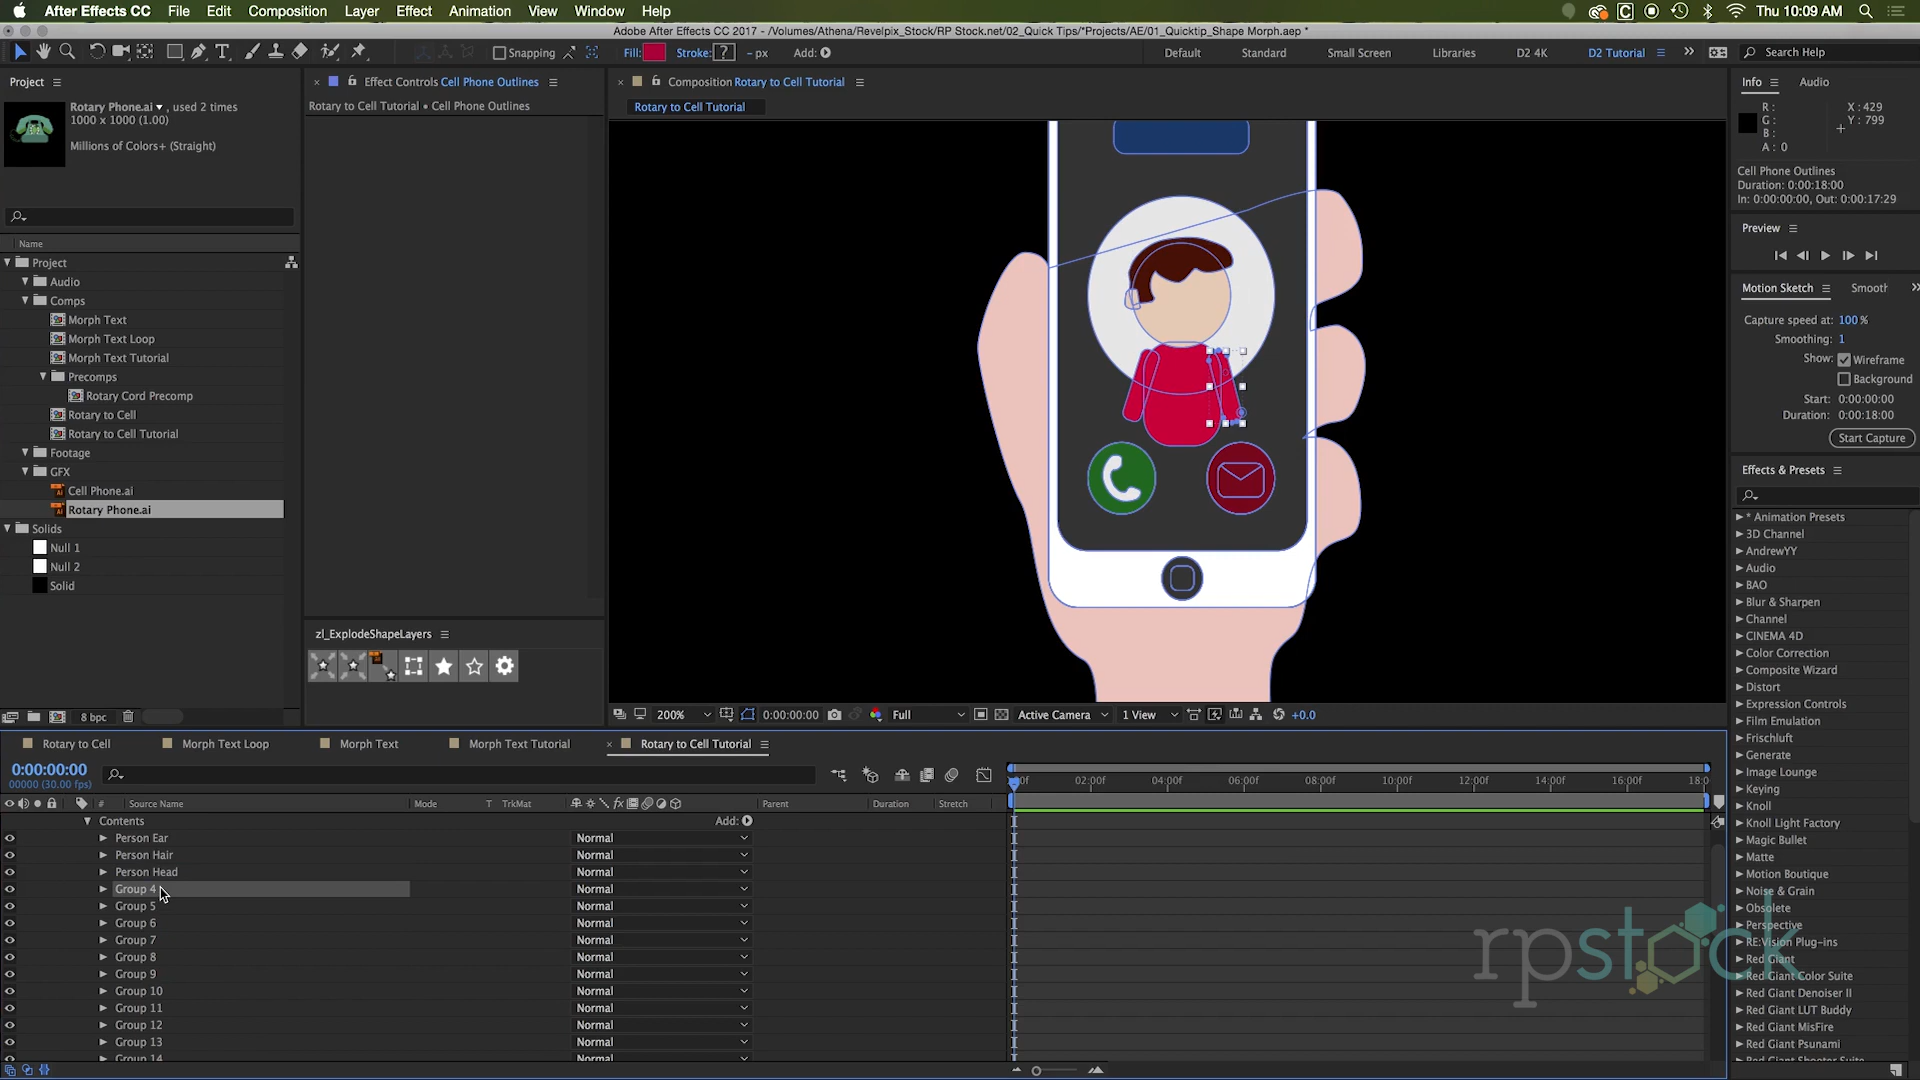 After Effects CC File Edit Composition Layer Effect Animation View Window Help
Thu 10:09 AM
Adobe After Effects CC 2017 - /Volumes/Athena/Revelpix_Stock/RP Stock.net/02_Quick Tips/*Projects/AE/01_Quicktip_Shape Morph.aep *
Snapping
Fill: Stroke: ? - px Add:
Default Standard Small Screen Libraries D2 4K D2 Tutorial
Search Help
Project
Rotary Phone.ai , used 2 times
1000 x 1000 (1.00)
Millions of Colors+ (Straight)
Name
Project
Audio
Comps
Morph Text
Morph Text Loop
Morph Text Tutorial
Precomps
Rotary Cord Precomp
Rotary to Cell
Rotary to Cell Tutorial
Footage
GFX
Cell Phone.ai
Rotary Phone.ai
Solids
Null 1
Null 2
Solid
8 bpc
Effect Controls Cell Phone Outlines
Rotary to Cell Tutorial • Cell Phone Outlines
zl_ExplodeShapeLayers
Composition Rotary to Cell Tutorial
Rotary to Cell Tutorial
200% 0:00:00:00 Full Active Camera 1 View +0.0
Info Audio
R :
G :
B :
A : 0
X : 429
Y : 799
Cell Phone Outlines
Duration: 0:00:18:00
In: 0:00:00:00, Out: 0:00:17:29
Preview
Motion Sketch Smooth
Capture speed at: 100 %
Smoothing: 1
Show: Wireframe
Background
Start: 0:00:00:00
Duration: 0:00:18:00
Start Capture
Effects & Presets
* Animation Presets
3D Channel
AndrewYY
Audio
BAO
Blur & Sharpen
Channel
CINEMA 4D
Color Correction
Composite Wizard
Distort
Expression Controls
Film Emulation
Frischluft
Generate
Image Lounge
Keying
Knoll
Knoll Light Factory
Magic Bullet
Matte
Motion Boutique
Noise & Grain
Obsolete
Perspective
RE:Vision Plug-ins
Red Giant
Red Giant Color Suite
Red Giant Denoiser II
Red Giant LUT Buddy
Red Giant MisFire
Red Giant Psunami
Red Giant Shooter Suite
Rotary to Cell Morph Text Loop Morph Text Morph Text Tutorial Rotary to Cell Tutorial
0:00:00:00
00000 (30.00 fps)
# Source Name Mode T TrkMat Parent Duration Stretch
:00f 02:00f 04:00f 06:00f 08:00f 10:00f 12:00f 14:00f 16:00f 18:0
Contents Add:
Person Ear Normal
Person Hair Normal
Person Head Normal
Group 4 Normal
Group 5 Normal
Group 6 Normal
Group 7 Normal
Group 8 Normal
Group 9 Normal
Group 10 Normal
Group 11 Normal
Group 12 Normal
Group 13 Normal
Group 14 Normal
rpstock